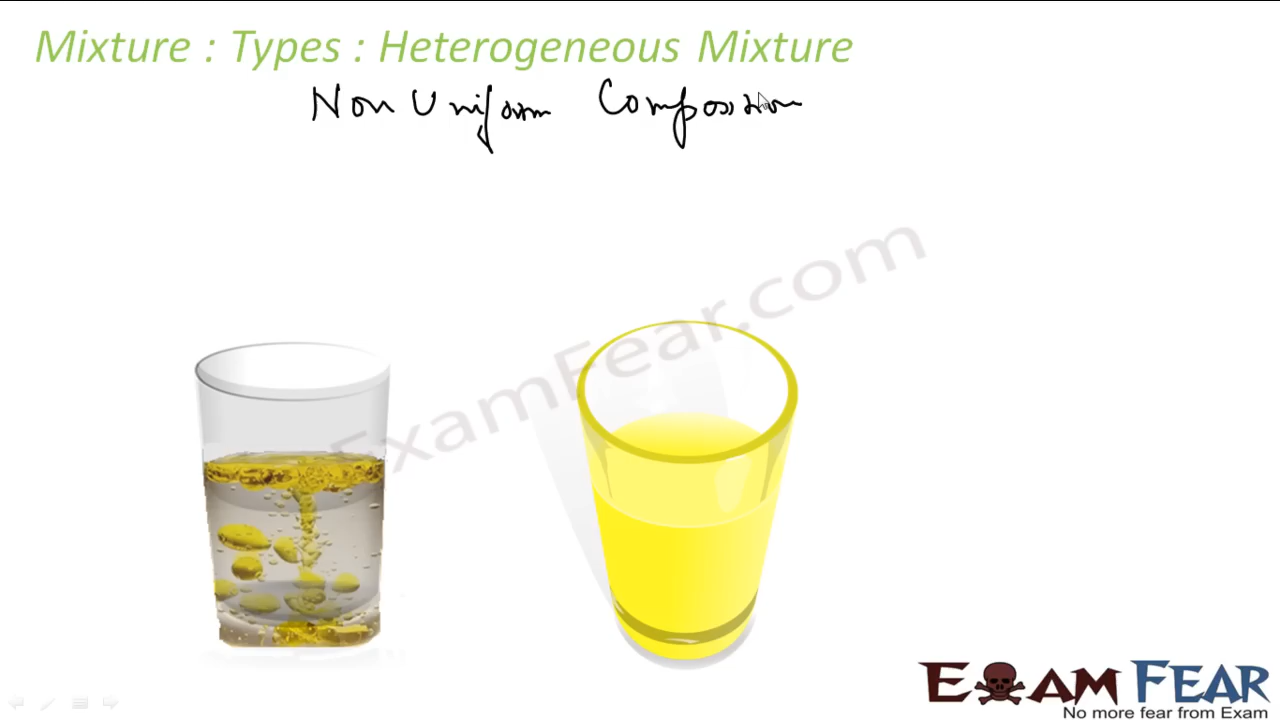 Mixture : Types : Heterogeneous Mixture
Non Uniform Composition
ExamFear.com
EXAM FEAR
No more fear from Exam